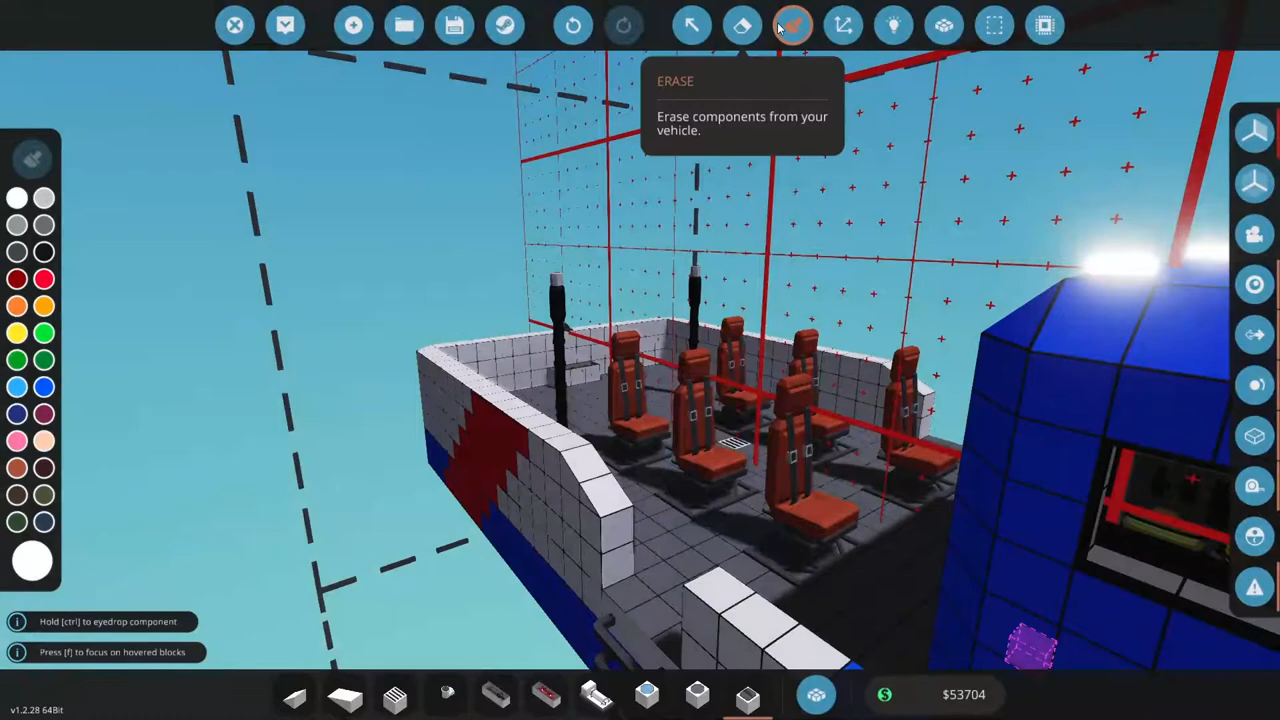 ERASE
Erase components from your
vehicle.
Hold [ctrl] to eyedrop component
Press [f] to focus on hovered blocks
$53704
v1.2.28 64Bit